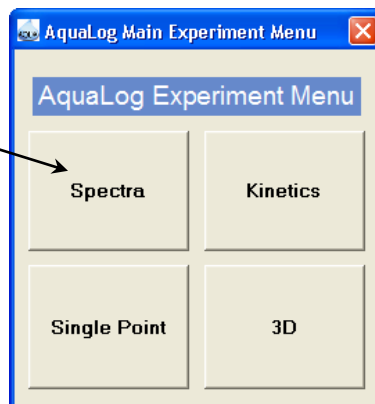 AquaLog Main Experiment Menu
AquaLog Experiment Menu
Spectra
Kinetics
Single Point
3D